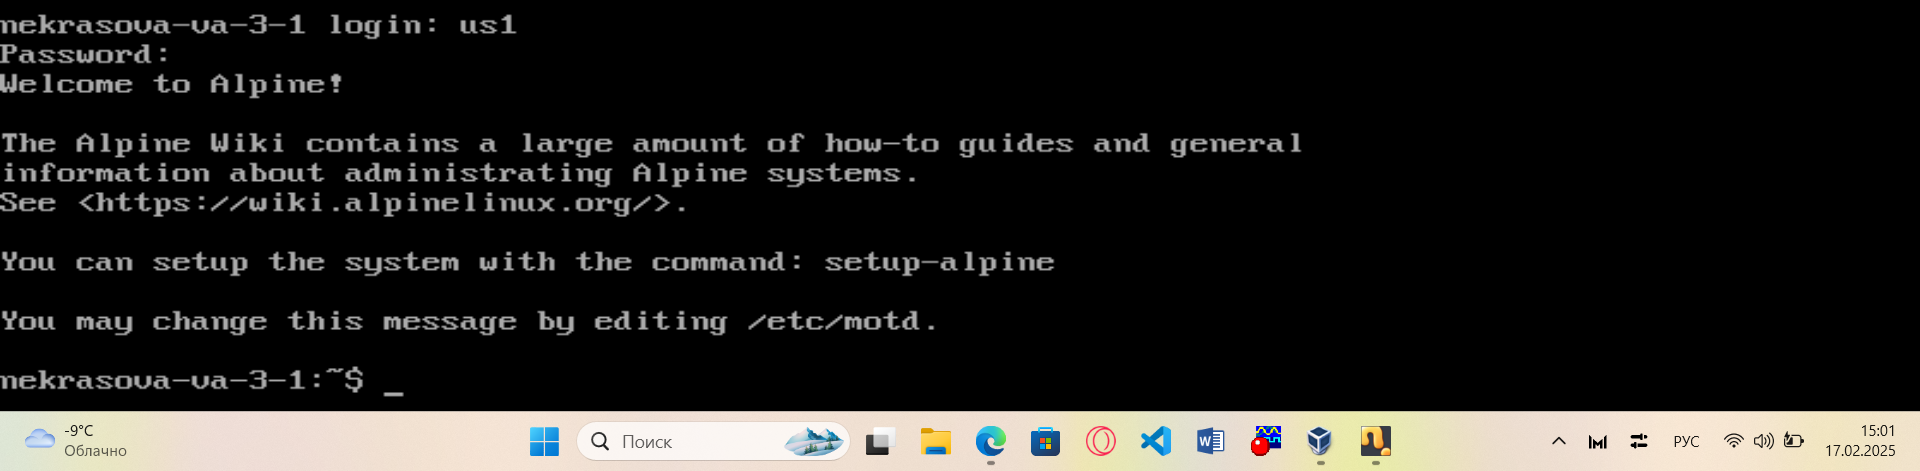 nekrasova-va-3-1 login: us1
Password:
Welcome to Alpine!
The Alpine Wiki contains a large amount of how-to guides and general
information about administrating Alpine systems.
See <https://wiki.alpinelinux.org/>.
You can setup the system with the command: setup-alpine
You may change this message by editing /etc/motd.
nekrasova-va-3-1:~$ _
-9°C
Облачно
Поиск
РУС
15:01
17.02.2025